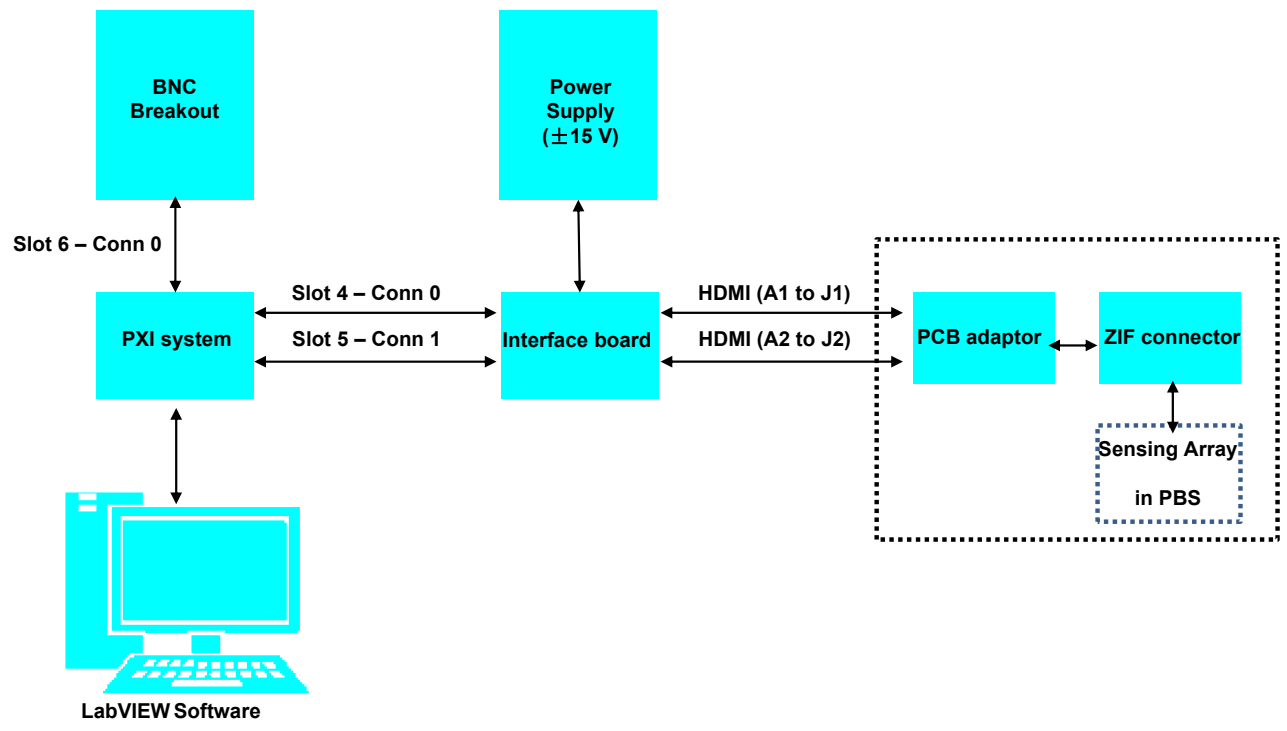 BNC
Breakout
Power
Supply
(±15 V)
Slot 6 – Conn 0
Slot 4 – Conn 0
HDMI (A1 to J1)
PXI system
Slot 5 – Conn 1
Interface board
HDMI (A2 to J2)
PCB adaptor
ZIF connector
Sensing Array
in PBS
LabVIEW Software